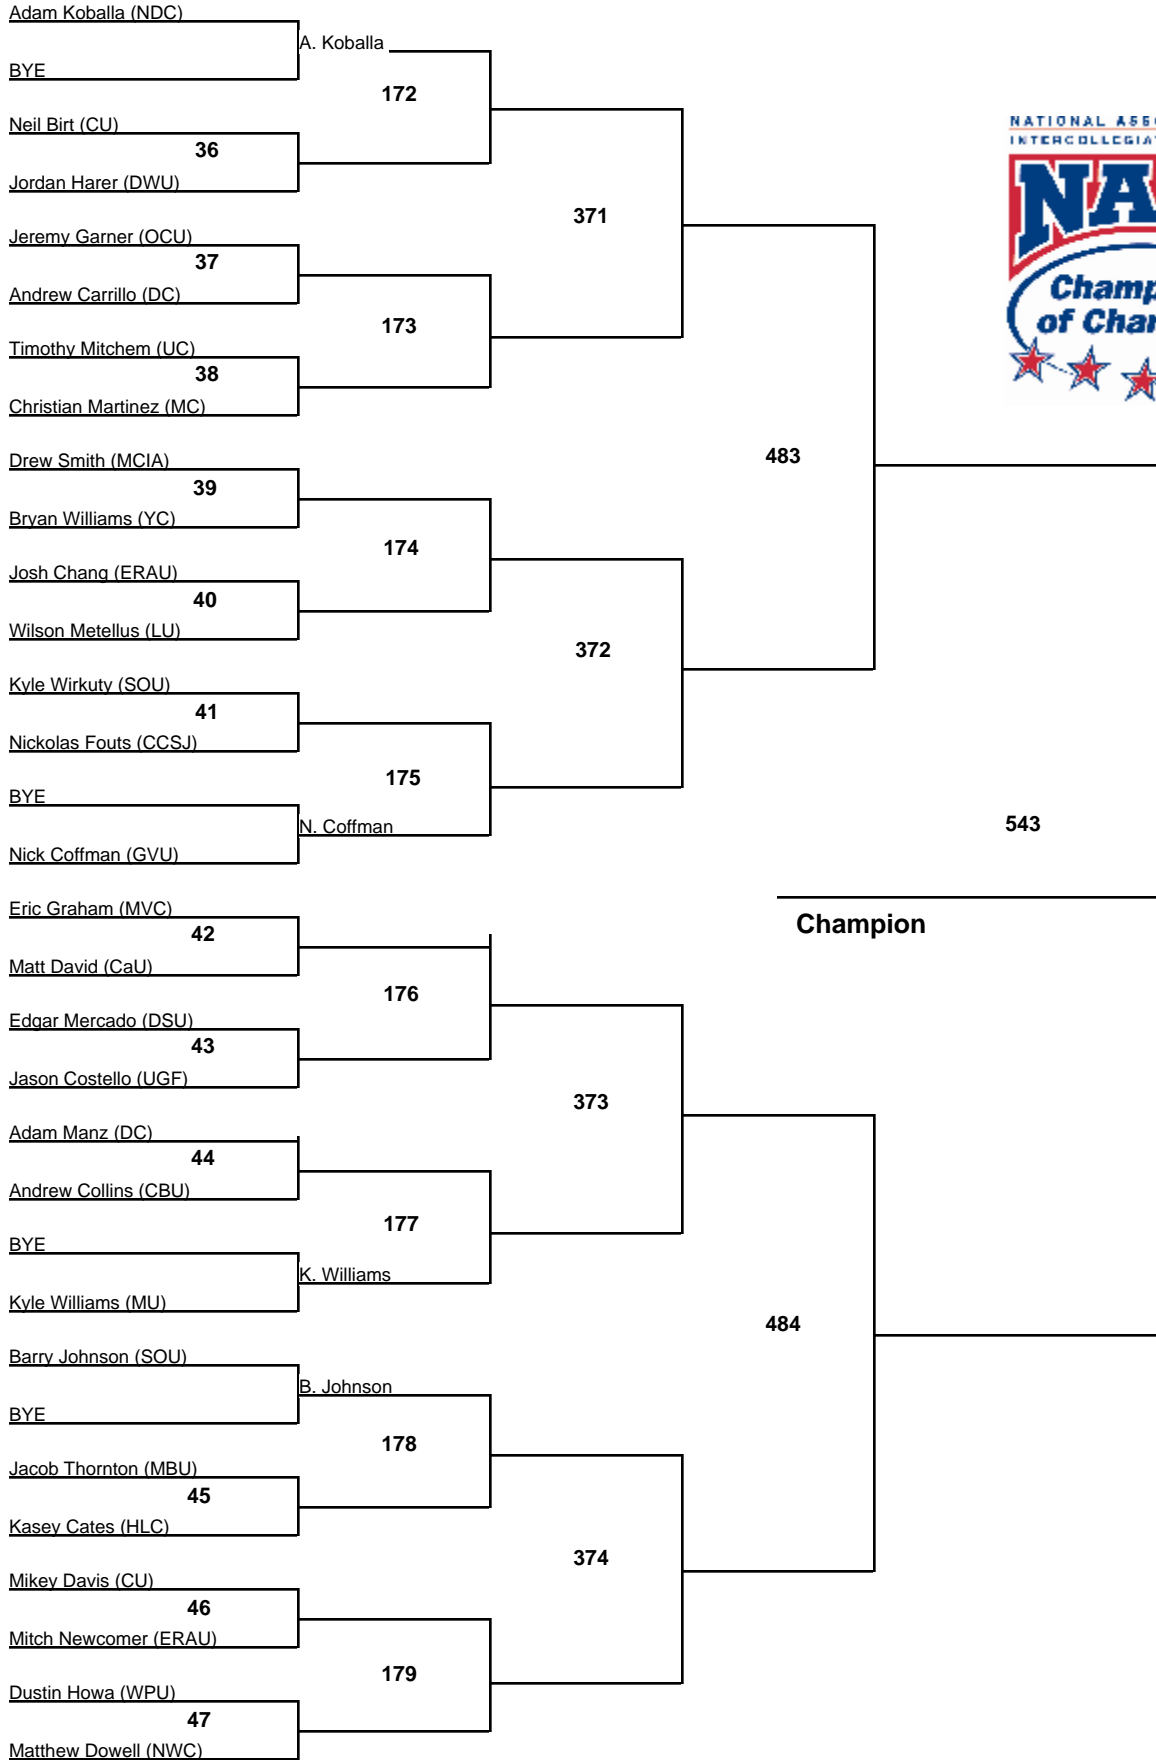 Adam Koballa (NDC)
A. Koballa
BYE
172
Neil Birt (CU)
36
Jordan Harer (DWU)
371
Jeremy Garner (OCU)
37
Andrew Carrillo (DC)
173
Timothy Mitchem (UC)
38
Christian Martinez (MC)
483
Drew Smith (MCIA)
39
Bryan Williams (YC)
174
Josh Chang (ERAU)
40
Wilson Metellus (LU)
372
Kyle Wirkuty (SOU)
41
Nickolas Fouts (CCSJ)
175
BYE
N. Coffman
Nick Coffman (GVU)
543
Champion
Eric Graham (MVC)
42
Matt David (CaU)
176
Edgar Mercado (DSU)
43
Jason Costello (UGF)
373
Adam Manz (DC)
44
Andrew Collins (CBU)
177
BYE
K. Williams
Kyle Williams (MU)
484
Barry Johnson (SOU)
B. Johnson
BYE
178
Jacob Thornton (MBU)
45
Kasey Cates (HLC)
374
Mikey Davis (CU)
46
Mitch Newcomer (ERAU)
179
Dustin Howa (WPU)
47
Matthew Dowell (NWC)
NATIONAL ASS
INTERCOLLEGIA
NA
Champ
of Char